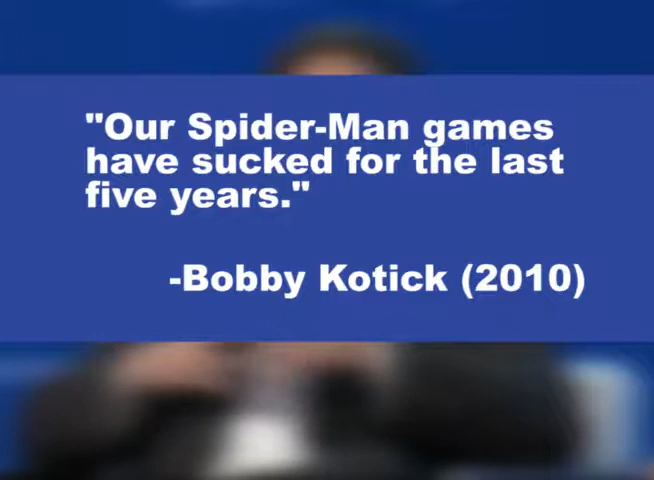 "Our Spider-Man games
have sucked for the last
five years."
-Bobby Kotick (2010)